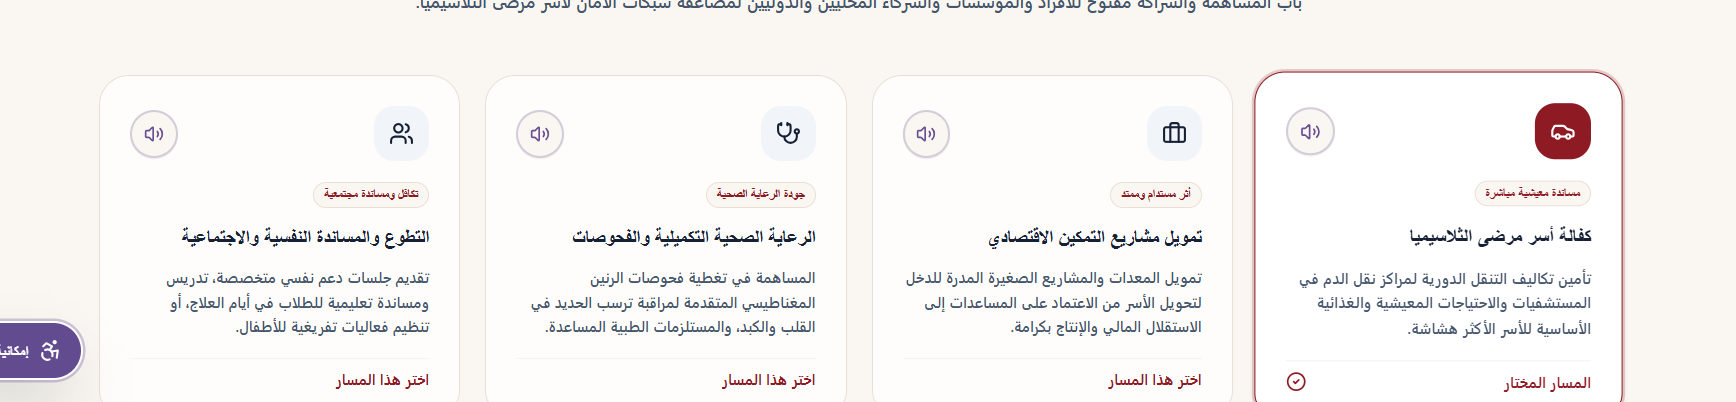 باب المساهمة والشراكة مفتوح للأفراد والمؤسسات والشركاء المحليين والدوليين لمضاعفة شبكات الأمان لأسر مرضى الثلاسيميا.
مساندة معيشية مباشرة
كفالة أسر مرضى الثلاسيميا
تأمين تكاليف التنقل الدورية لمراكز نقل الدم في
المستشفيات والاحتياجات المعيشية والغذائية
الأساسية للأسر الأكثر هشاشة.
المسار المختار
أثر مستدام وممتد
تمويل مشاريع التمكين الاقتصادي
تمويل المعدات والمشاريع الصغيرة المدرة للدخل
لتحويل الأسر من الاعتماد على المساعدات إلى
الاستقلال المالي والإنتاج بكرامة.
اختر هذا المسار
جودة الرعاية الصحية
الرعاية الصحية التكميلية والفحوصات
المساهمة في تغطية فحوصات الرنين
المغناطيسي المتقدمة لمراقبة ترسب الحديد في
القلب والكبد، والمستلزمات الطبية المساعدة.
اختر هذا المسار
تكافل ومساندة مجتمعية
التطوع والمساندة النفسية والاجتماعية
تقديم جلسات دعم نفسي متخصصة، تدريس
ومساندة تعليمية للطلاب في أيام العلاج، أو
تنظيم فعاليات تفريغية للأطفال.
اختر هذا المسار